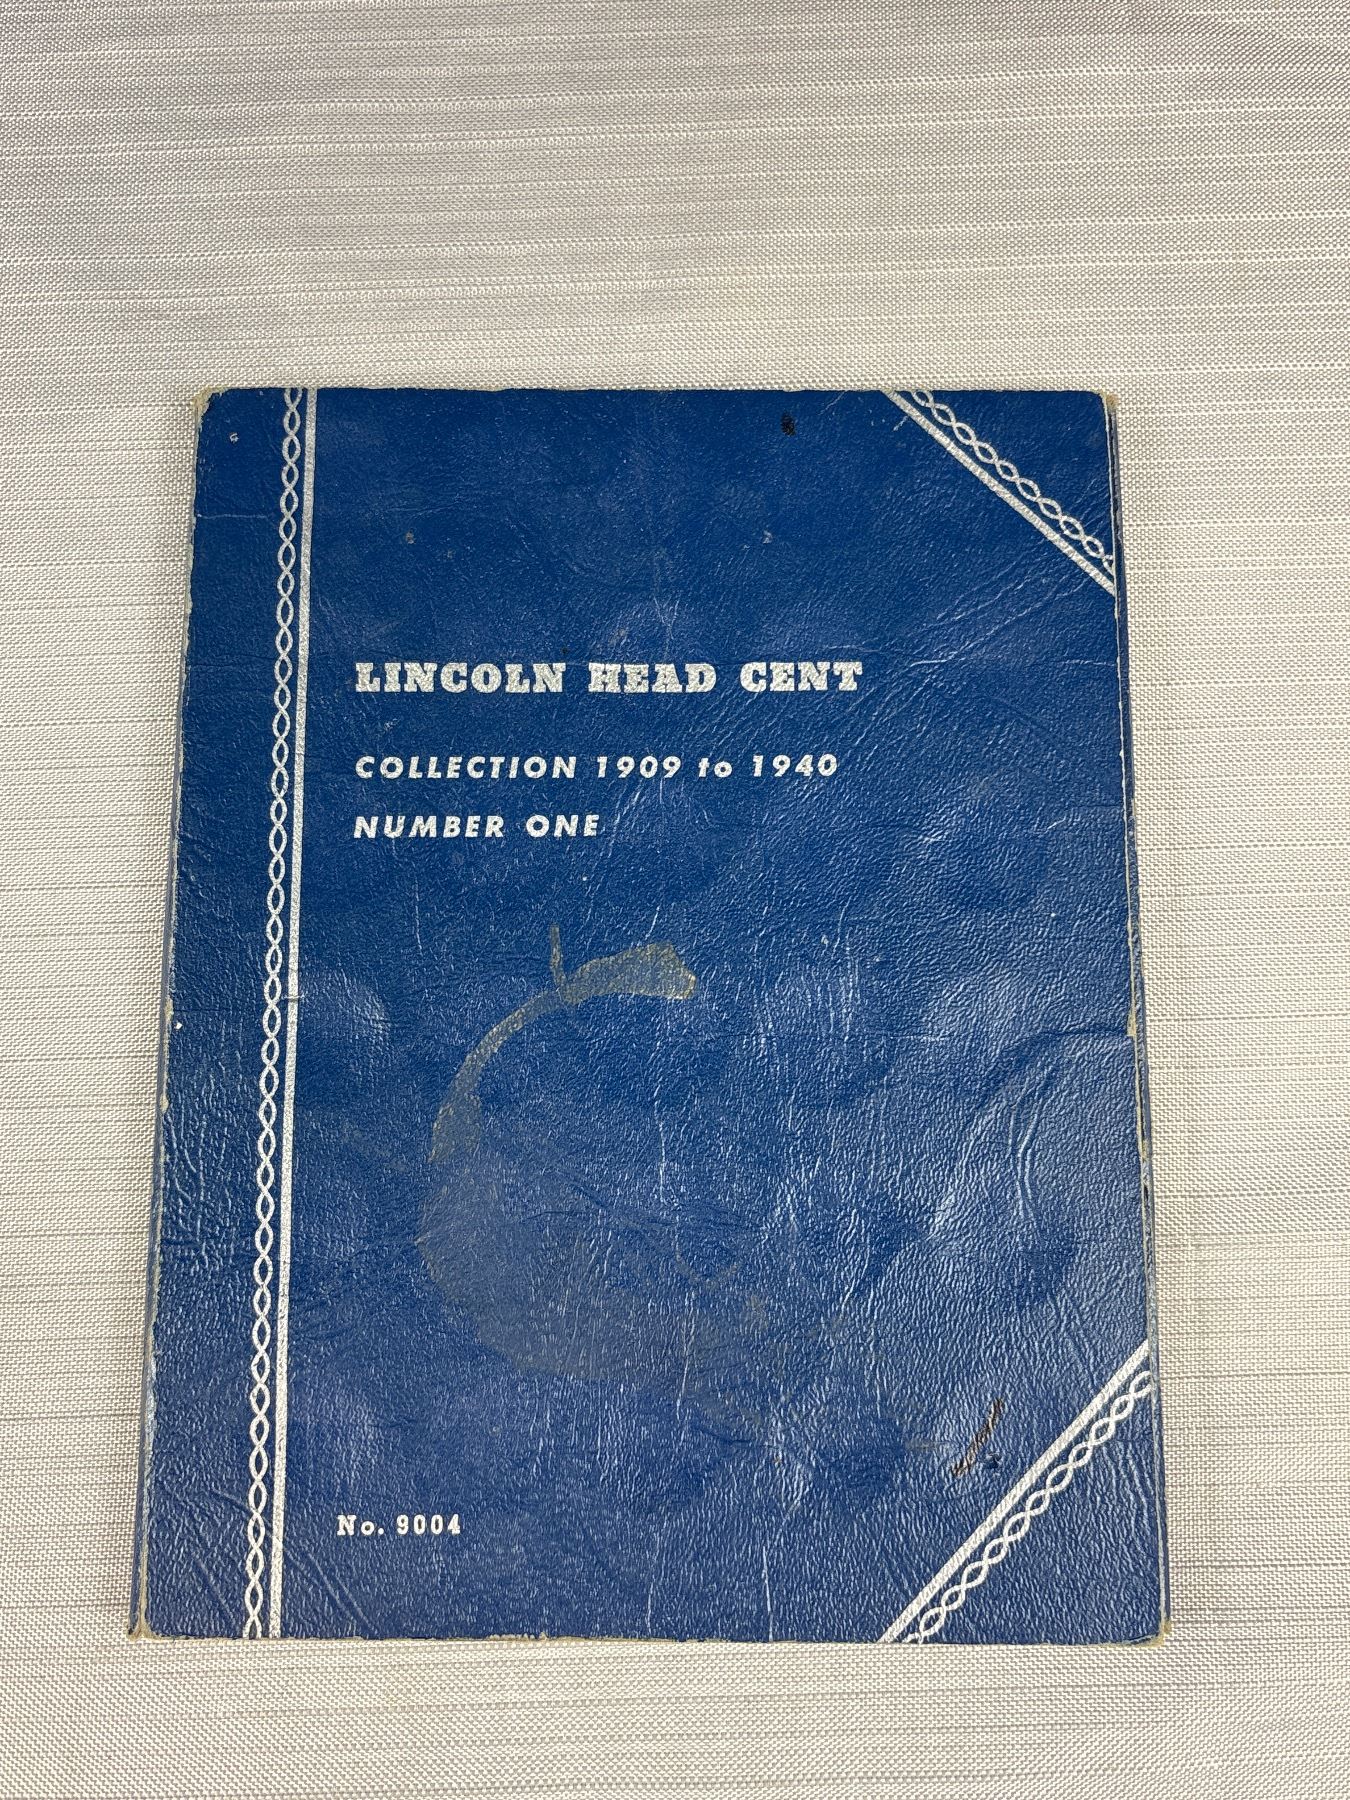 LINCOLN HEAD CENT
COLLECTION 1909 to 1940
NUMBER ONE
No. 9004